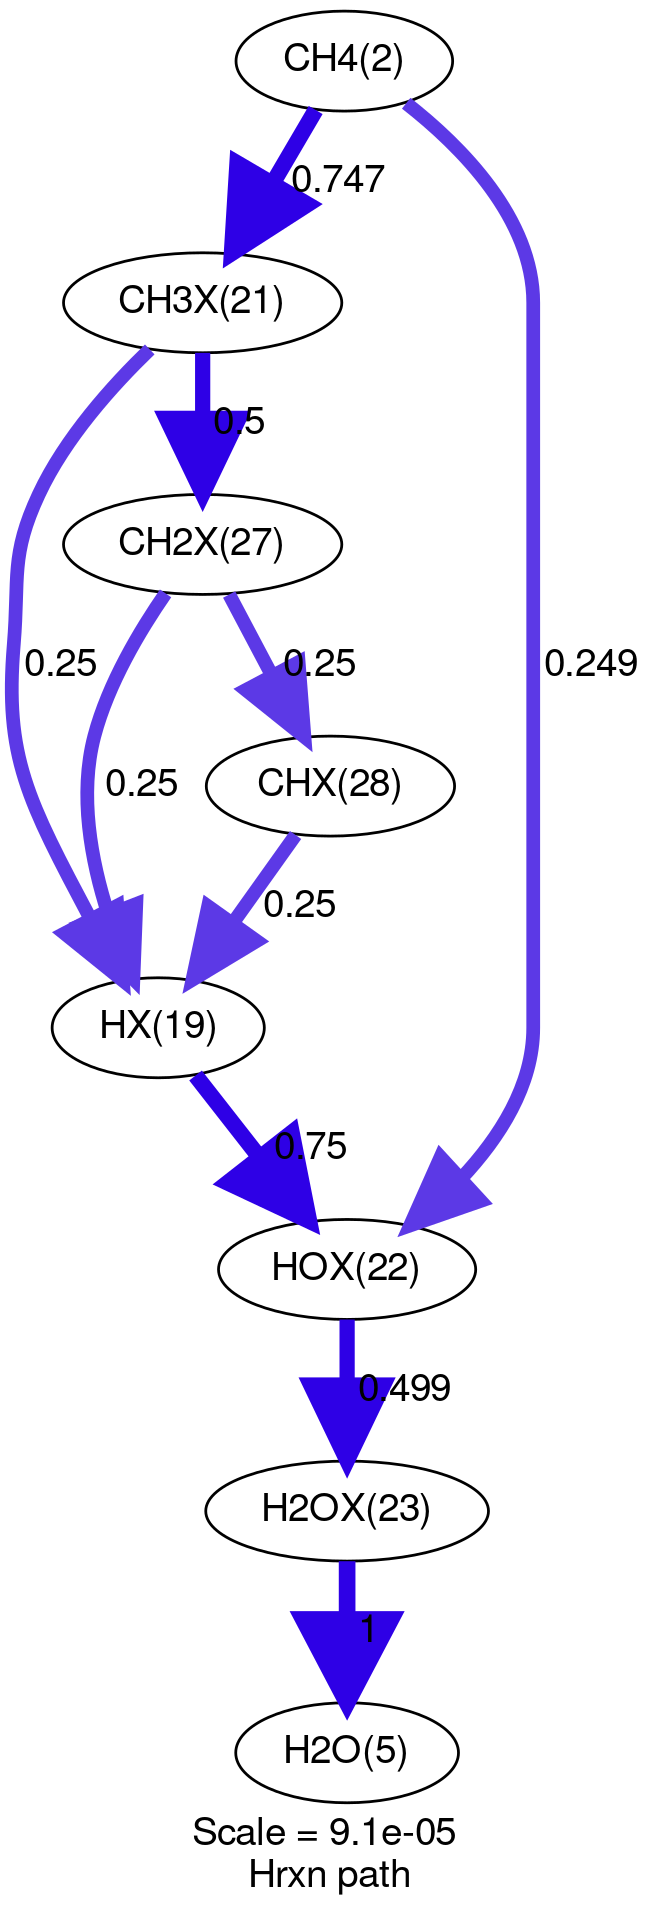 CH4(2)
0.747
CH3X(21)
0.5
CH2X(27)
0.25
0.25
0.249
0.25
CHX(28)
0.25
HX(19)
0.75
HOX(22)
0.499
H2OX(23)
1
H2O(5)
Scale = 9.1e-05
Hrxn path